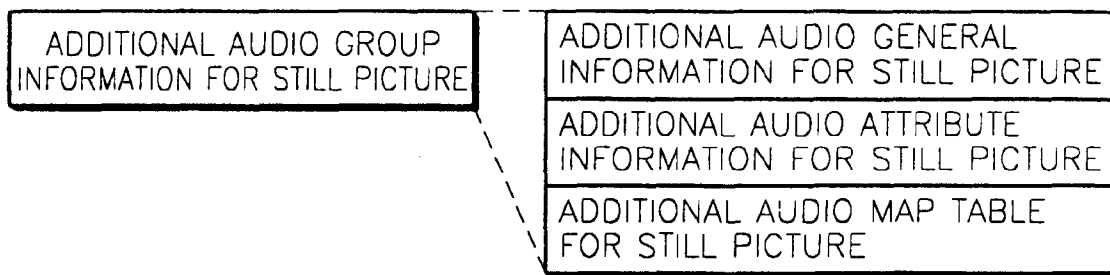 ADDITIONAL AUDIO GROUP
INFORMATION FOR STILL PICTURE
ADDITIONAL AUDIO GENERAL
INFORMATION FOR STILL PICTURE
ADDITIONAL AUDIO ATTRIBUTE
INFORMATION FOR STILL PICTURE
ADDITIONAL AUDIO MAP TABLE
FOR STILL PICTURE